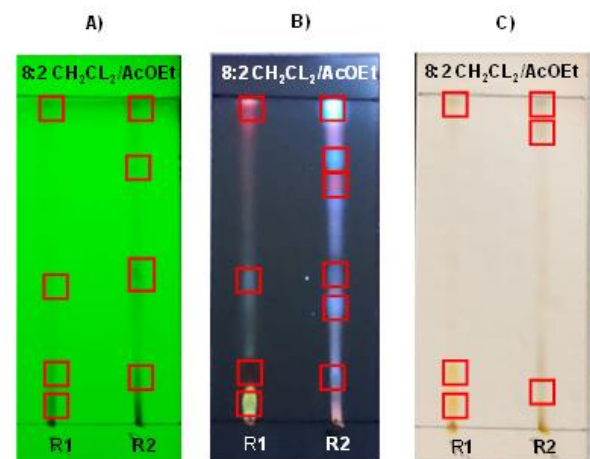 A)
B)
C)
8:2 CH₂CL₂/AcOEt
8:2 CH₂CL₂/AcOEt
8:2 CH₂CL₂/AcOEt
R1
R2
R1
R2
R1
R2